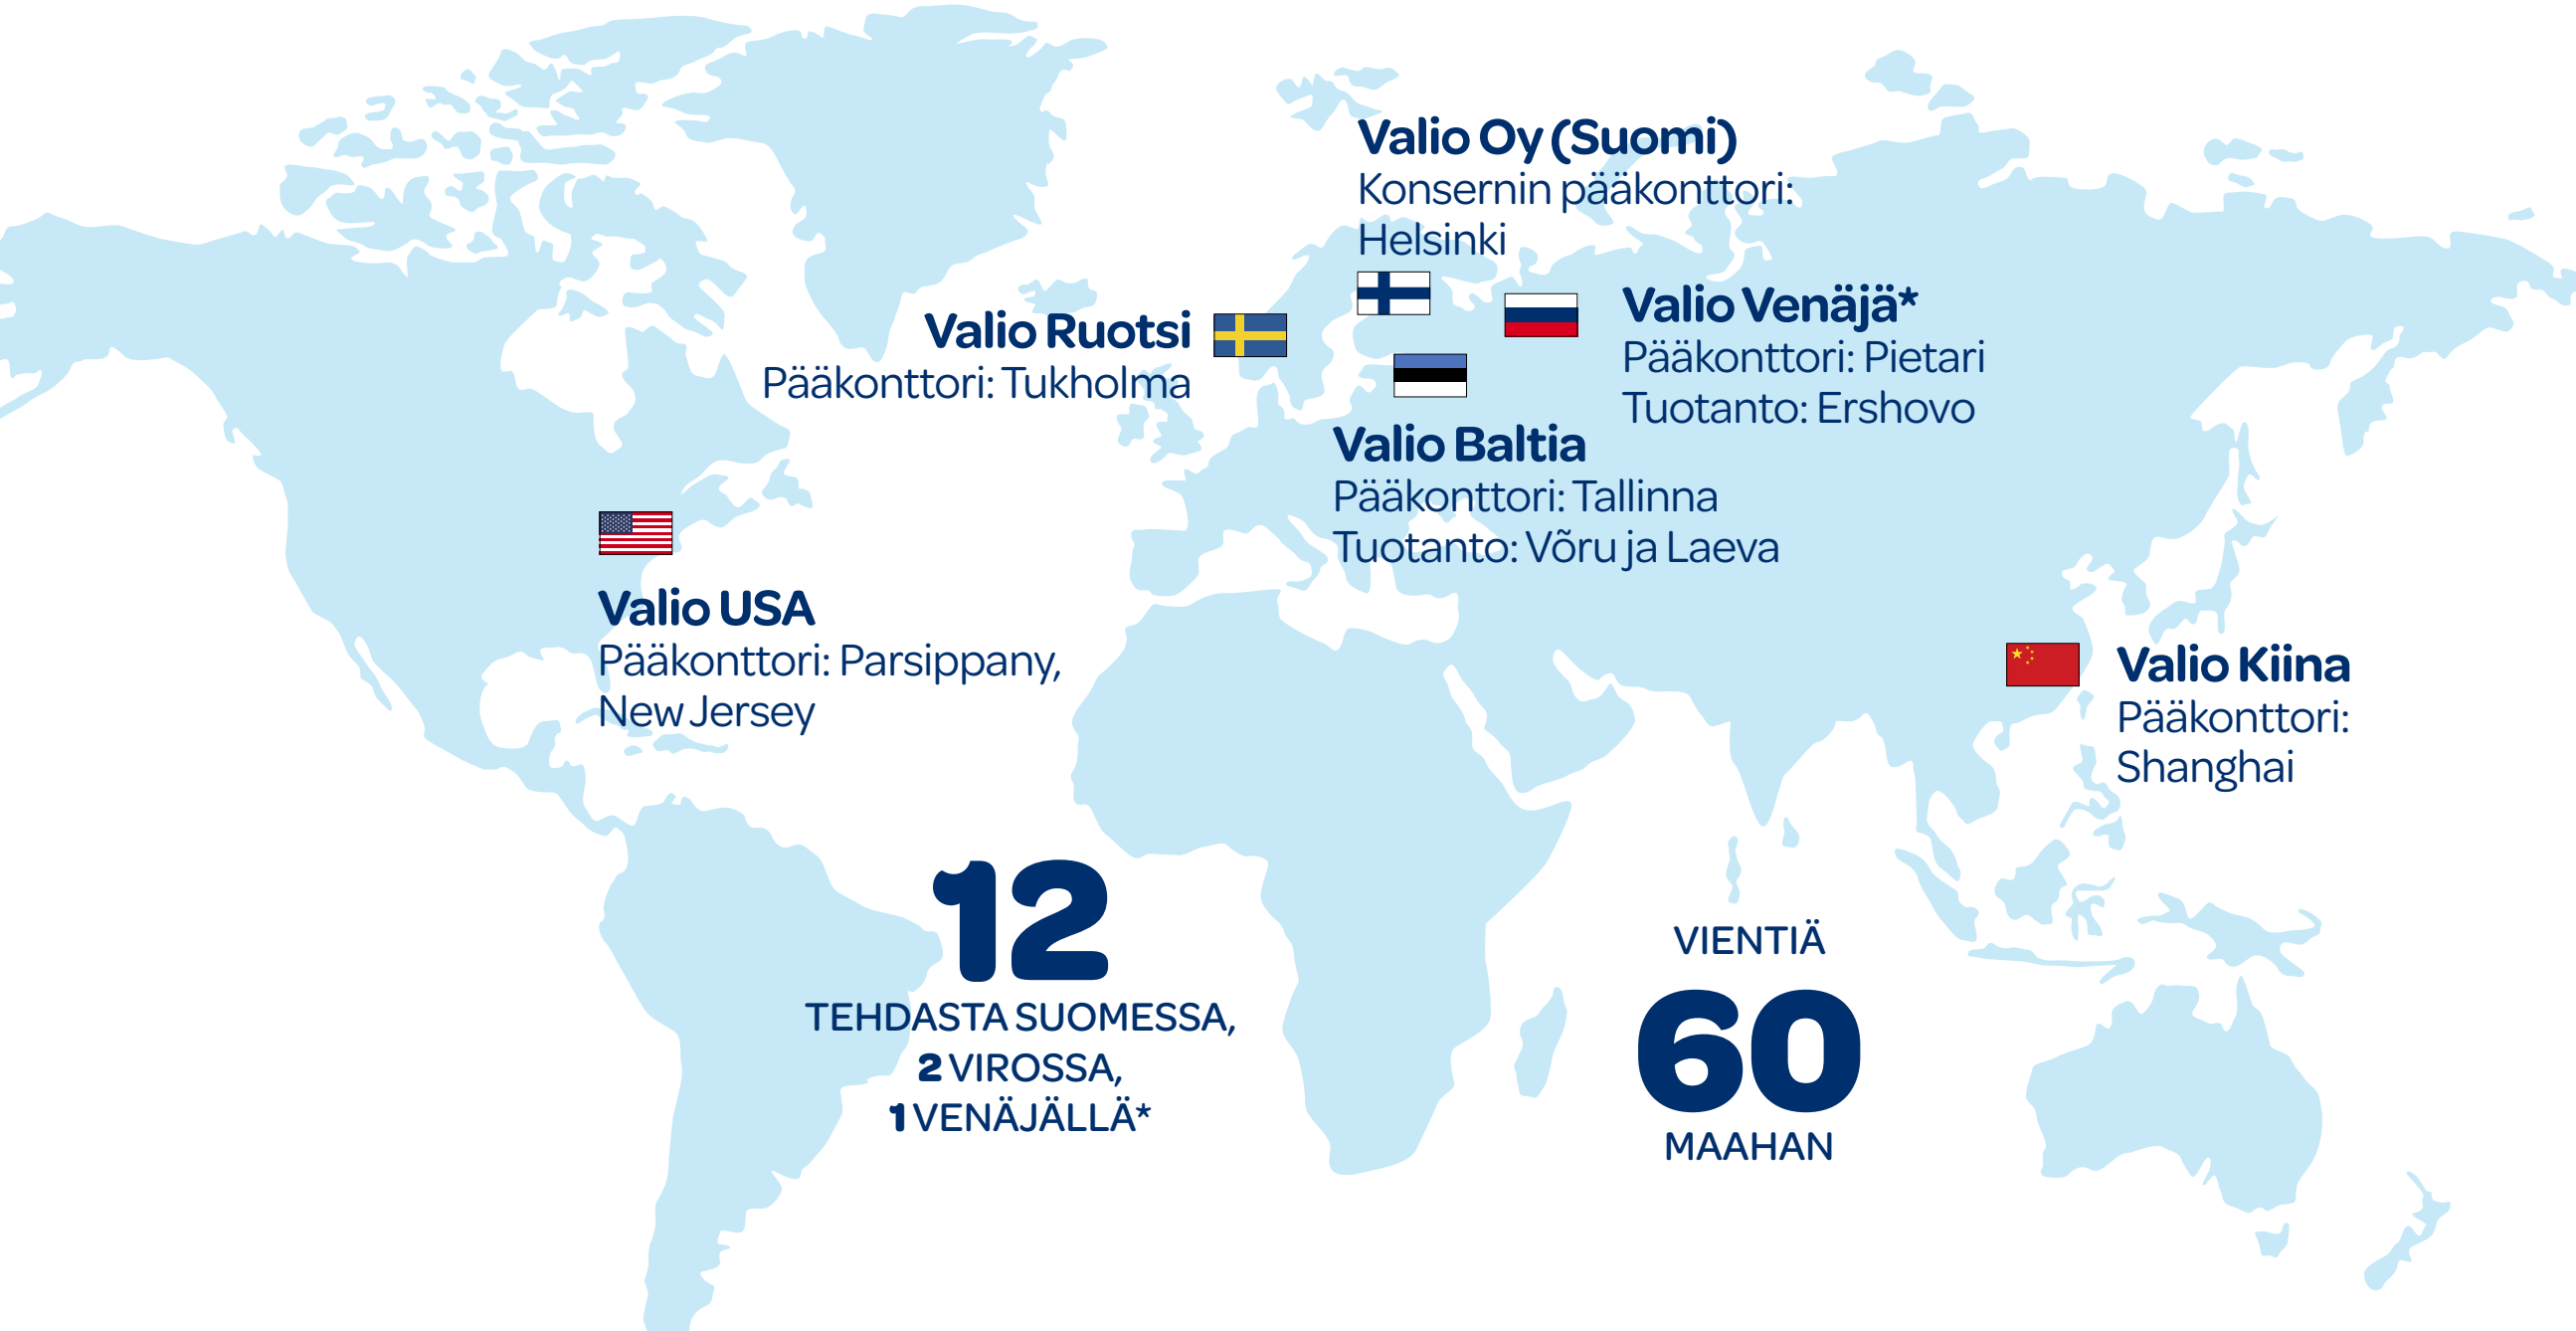 Valio Oy (Suomi)
Konsernin pääkonttori:
Helsinki
Valio Venäjä*
Pääkonttori: Pietari
Tuotanto: Ershovo
Valio Ruotsi
Pääkonttori: Tukholma
Valio Baltia
Pääkonttori: Tallinna
Tuotanto: Võru ja Laeva
Valio USA
Pääkonttori: Parsippany,
New Jersey
Valio Kiina
Pääkonttori:
Shanghai
12
TEHDASTA SUOMESSA,
2 VIROSSA,
1 VENÄJÄLLÄ*
VIENTIÄ
60
MAAHAN